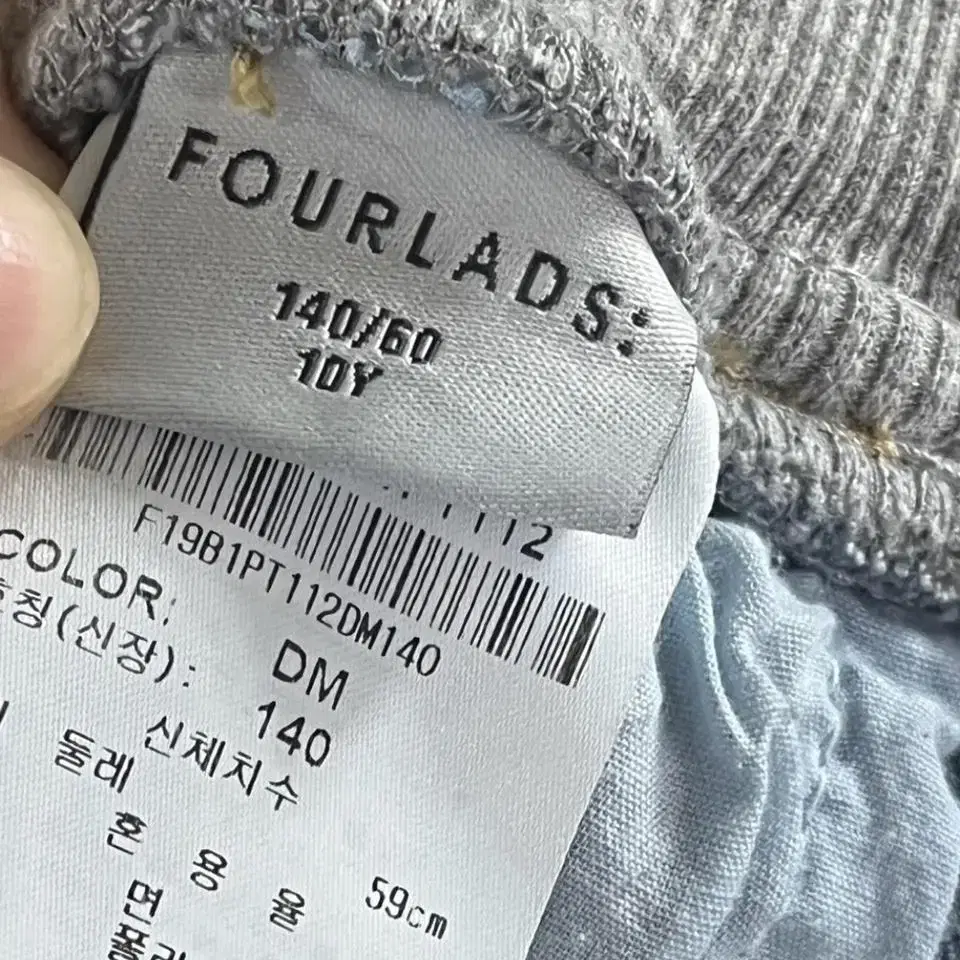 FOURLADS:
140/60
10Y
112
F19B1PT112DM140
COLOR: DM
호칭(신장): 140
신체치수
둘레 59cm
혼 용 율
면